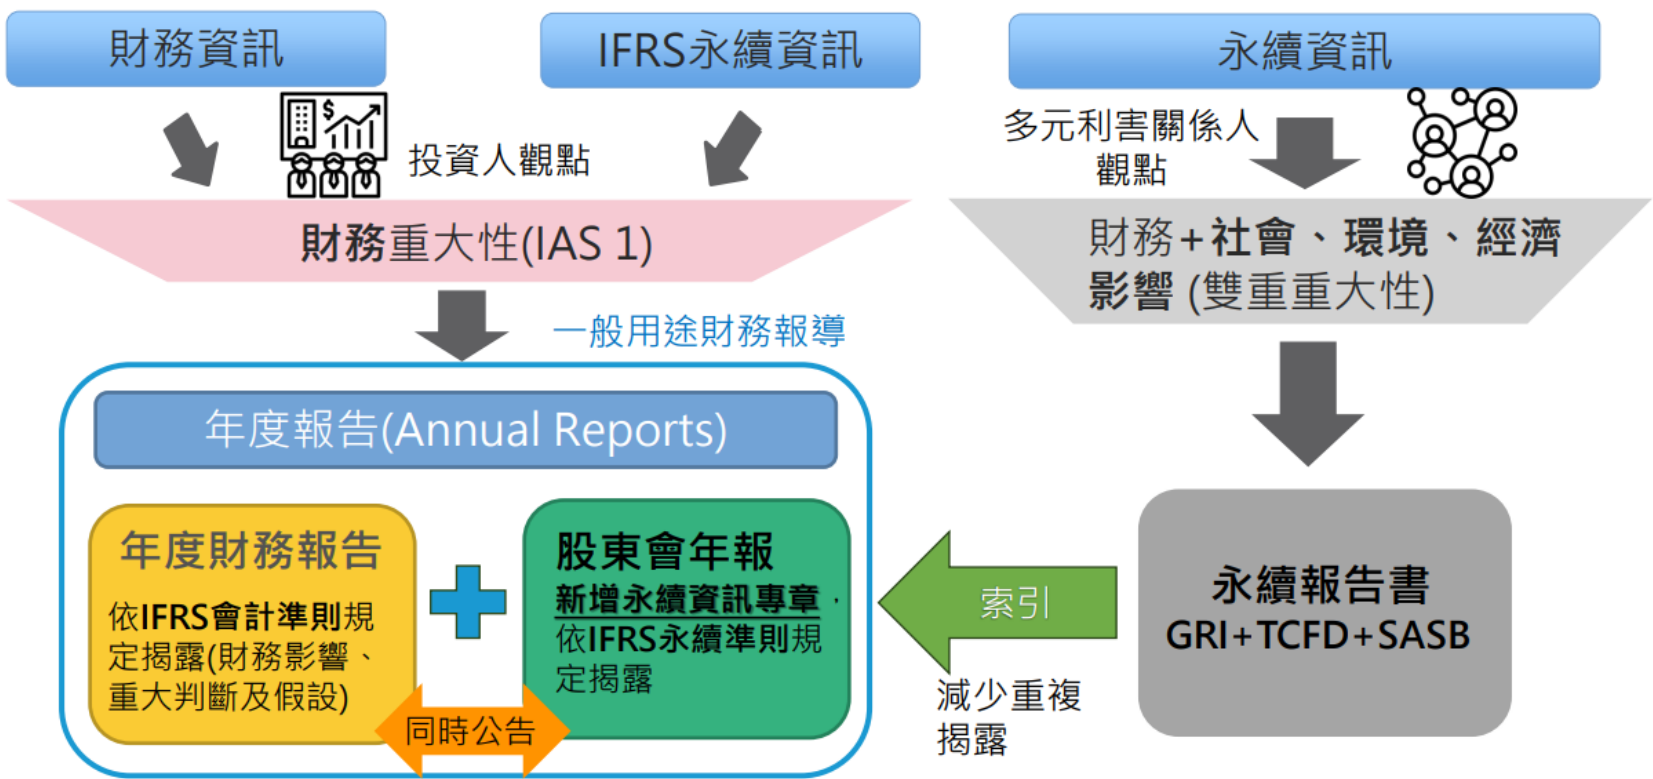 財務資訊
IFRS永續資訊
永續資訊
投資人觀點
多元利害關係人
觀點
財務重大性(IAS 1)
財務+社會、環境、經濟
影響 (雙重重大性)
一般用途財務報導
年度報告(Annual Reports)
年度財務報告
依IFRS會計準則規
定揭露(財務影響、
重大判斷及假設)
股東會年報
新增永續資訊專章，
依IFRS永續準則規
定揭露
同時公告
索引
減少重複
揭露
永續報告書
GRI+TCFD+SASB
$